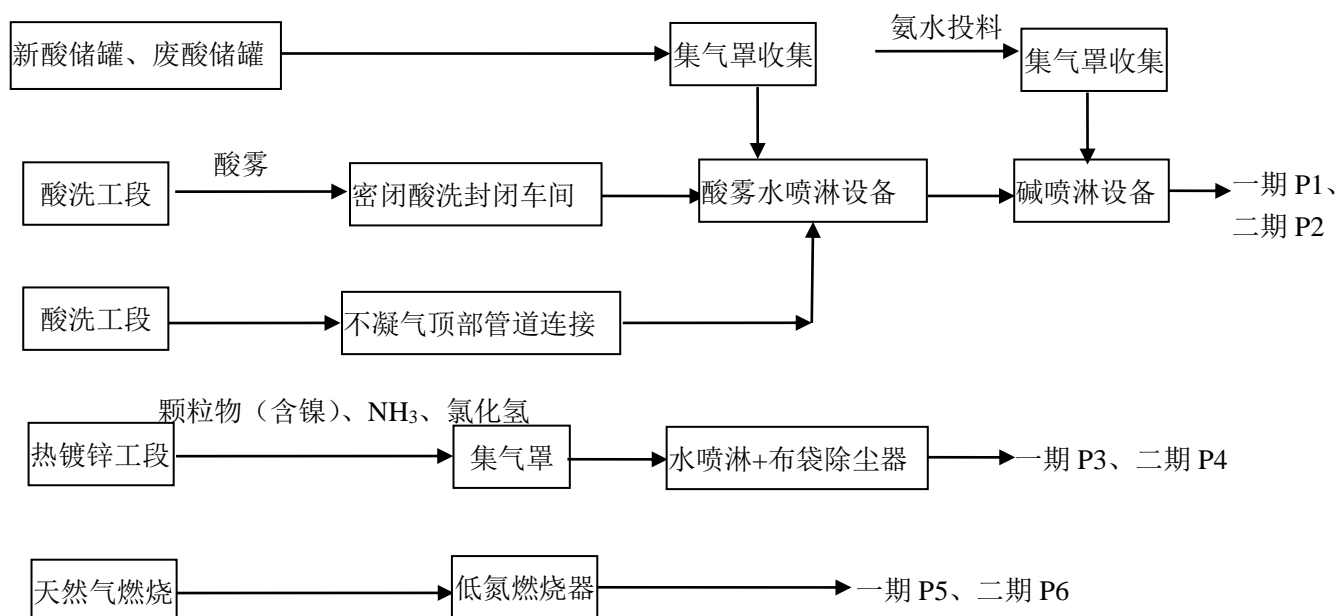 氨水投料
新酸储罐、废酸储罐
集气罩收集
集气罩收集
酸雾
酸洗工段
密闭酸洗封闭车间
酸雾水喷淋设备
碱喷淋设备
一期 P1、
二期 P2
酸洗工段
不凝气顶部管道连接
颗粒物（含镍）、NH₃、氯化氢
热镀锌工段
集气罩
水喷淋+布袋除尘器
一期 P3、二期 P4
天然气燃烧
低氮燃烧器
一期 P5、二期 P6